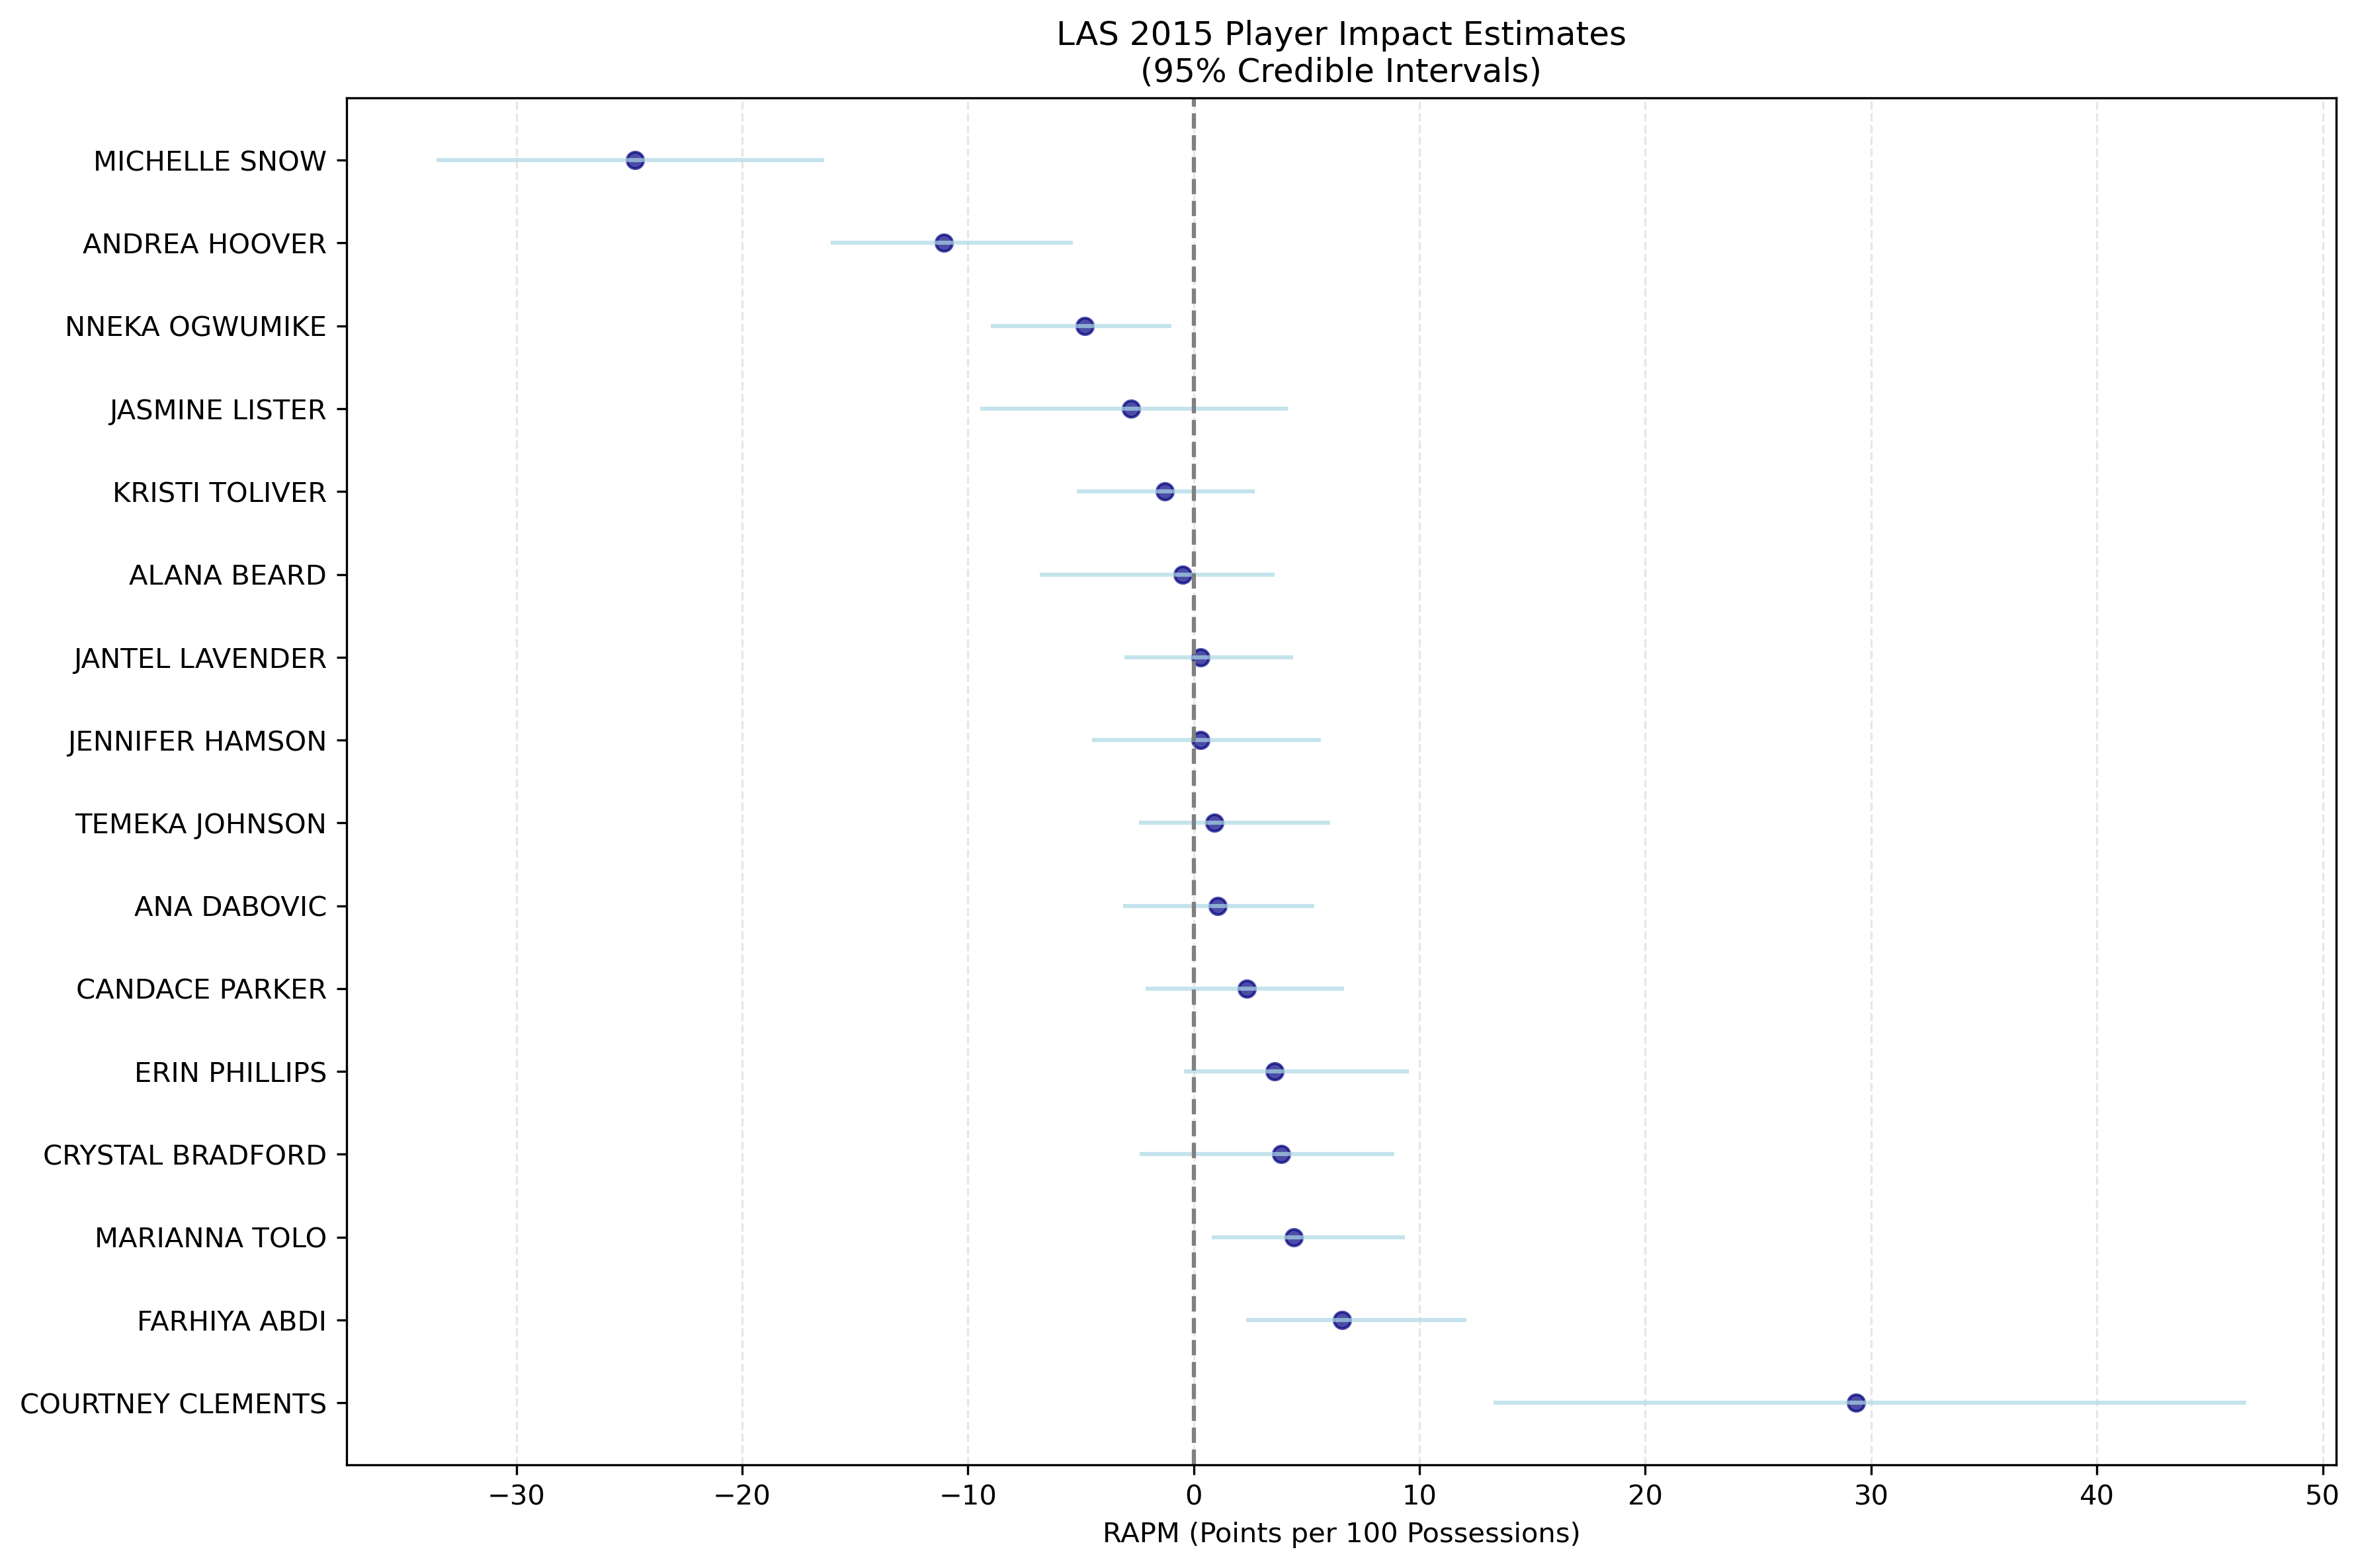 LAS 2015 Player Impact Estimates
(95% Credible Intervals)
MICHELLE SNOW
ANDREA HOOVER
NNEKA OGWUMIKE
JASMINE LISTER
KRISTI TOLIVER
ALANA BEARD
JANTEL LAVENDER
JENNIFER HAMSON
TEMEKA JOHNSON
ANA DABOVIC
CANDACE PARKER
ERIN PHILLIPS
CRYSTAL BRADFORD
MARIANNA TOLO
FARHIYA ABDI
COURTNEY CLEMENTS
−30 −20 −10 0 10 20 30 40 50
RAPM (Points per 100 Possessions)